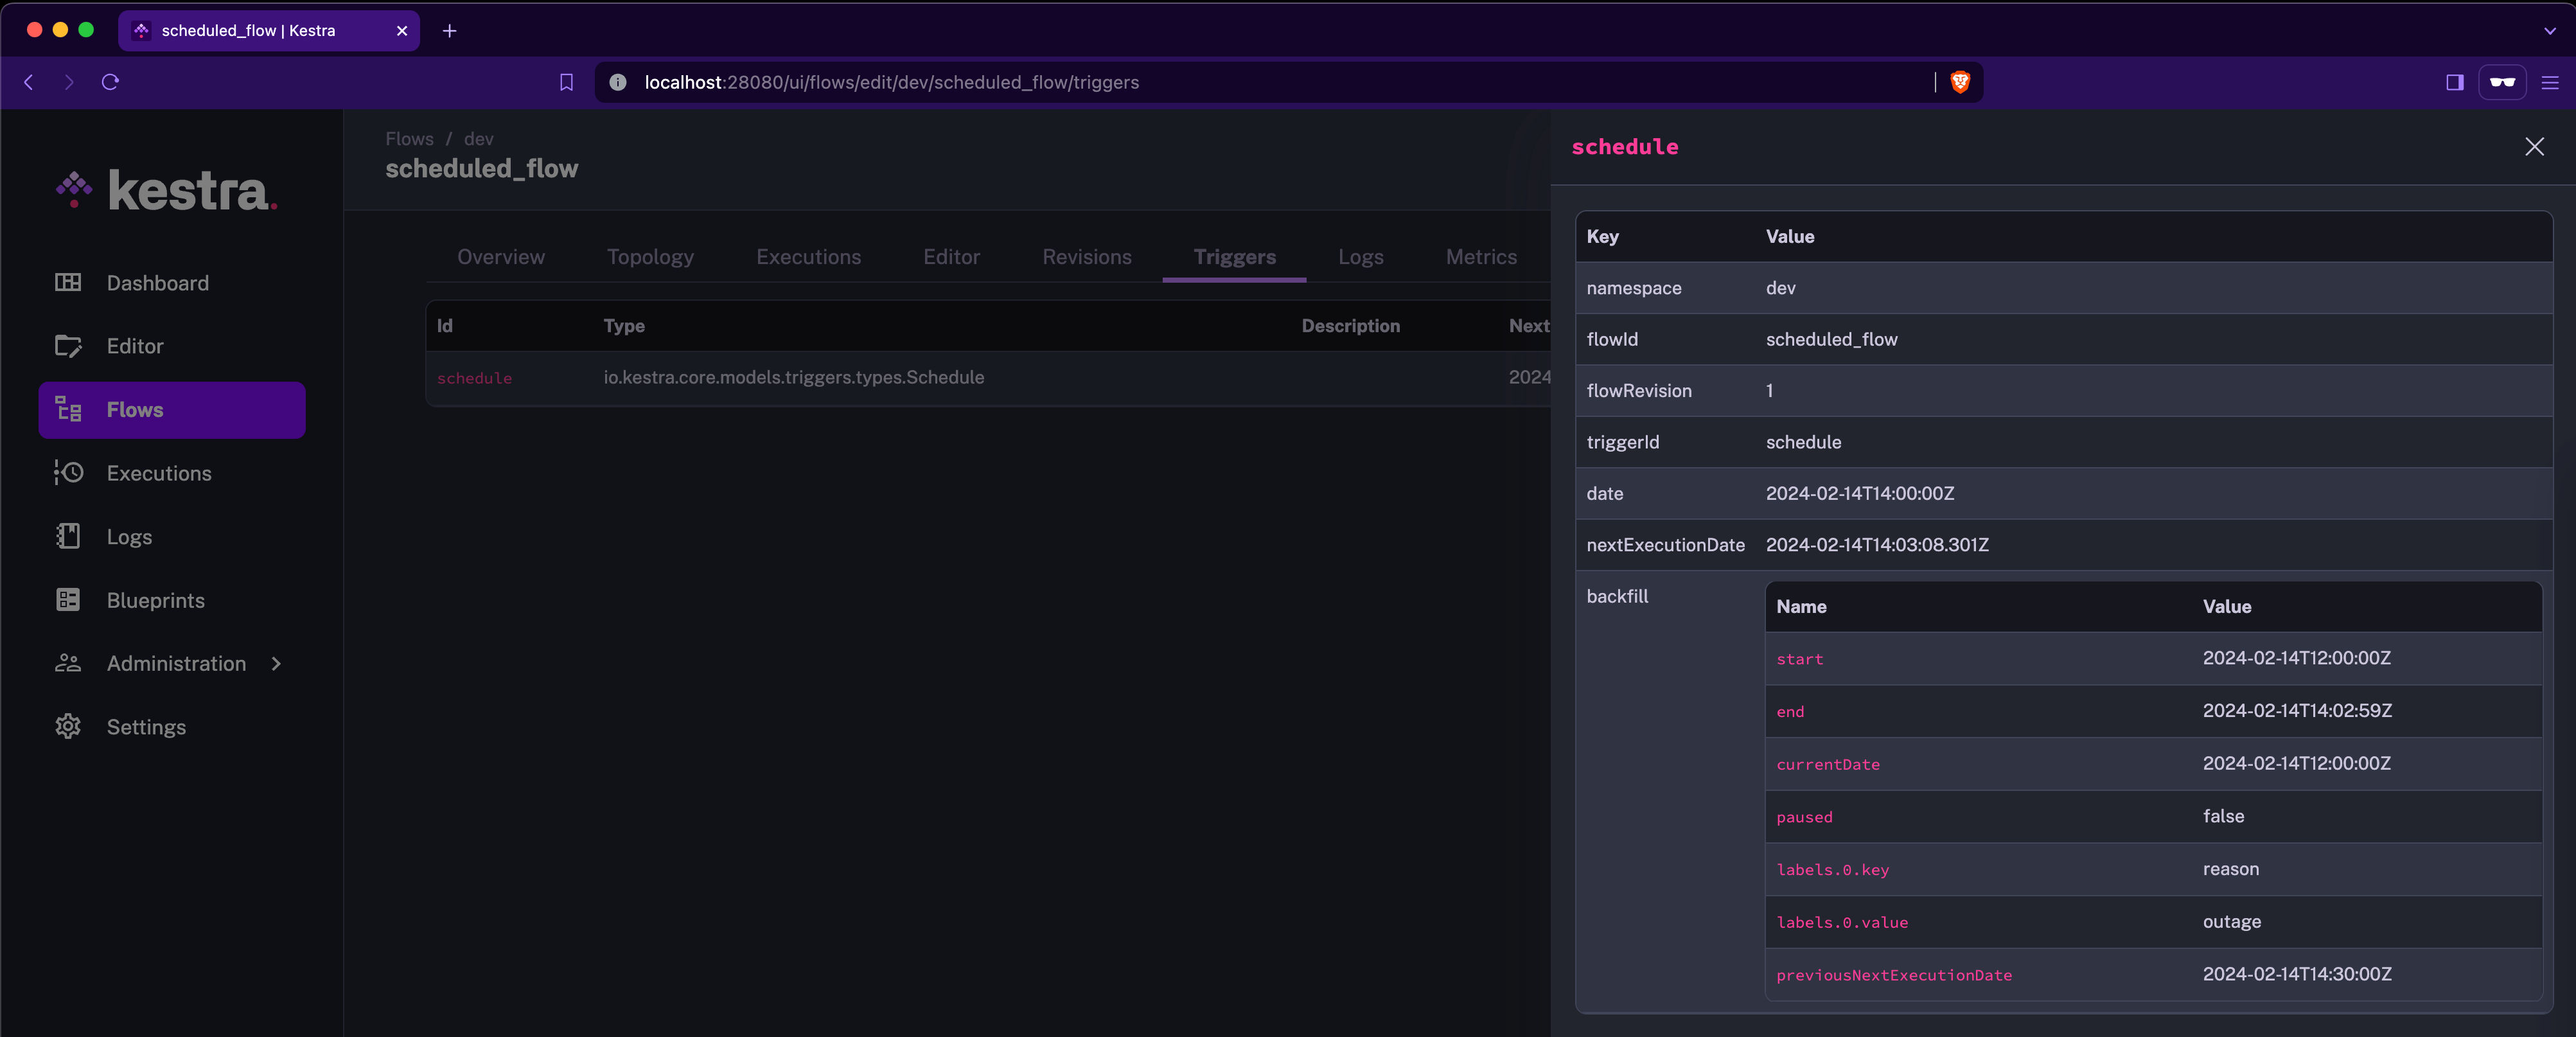 scheduled_flow | Kestra
localhost:28080/ui/flows/edit/dev/scheduled_flow/triggers
kestra.
Dashboard
Editor
Flows
Executions
Logs
Blueprints
Administration
Settings
Flows / dev
scheduled_flow
Overview Topology Executions Editor Revisions Triggers Logs Metrics
Id Type Description Next
schedule io.kestra.core.models.triggers.types.Schedule 2024
schedule
Key Value
namespace dev
flowId scheduled_flow
flowRevision 1
triggerId schedule
date 2024-02-14T14:00:00Z
nextExecutionDate 2024-02-14T14:03:08.301Z
backfill
Name Value
start 2024-02-14T12:00:00Z
end 2024-02-14T14:02:59Z
currentDate 2024-02-14T12:00:00Z
paused false
labels.0.key reason
labels.0.value outage
previousNextExecutionDate 2024-02-14T14:30:00Z